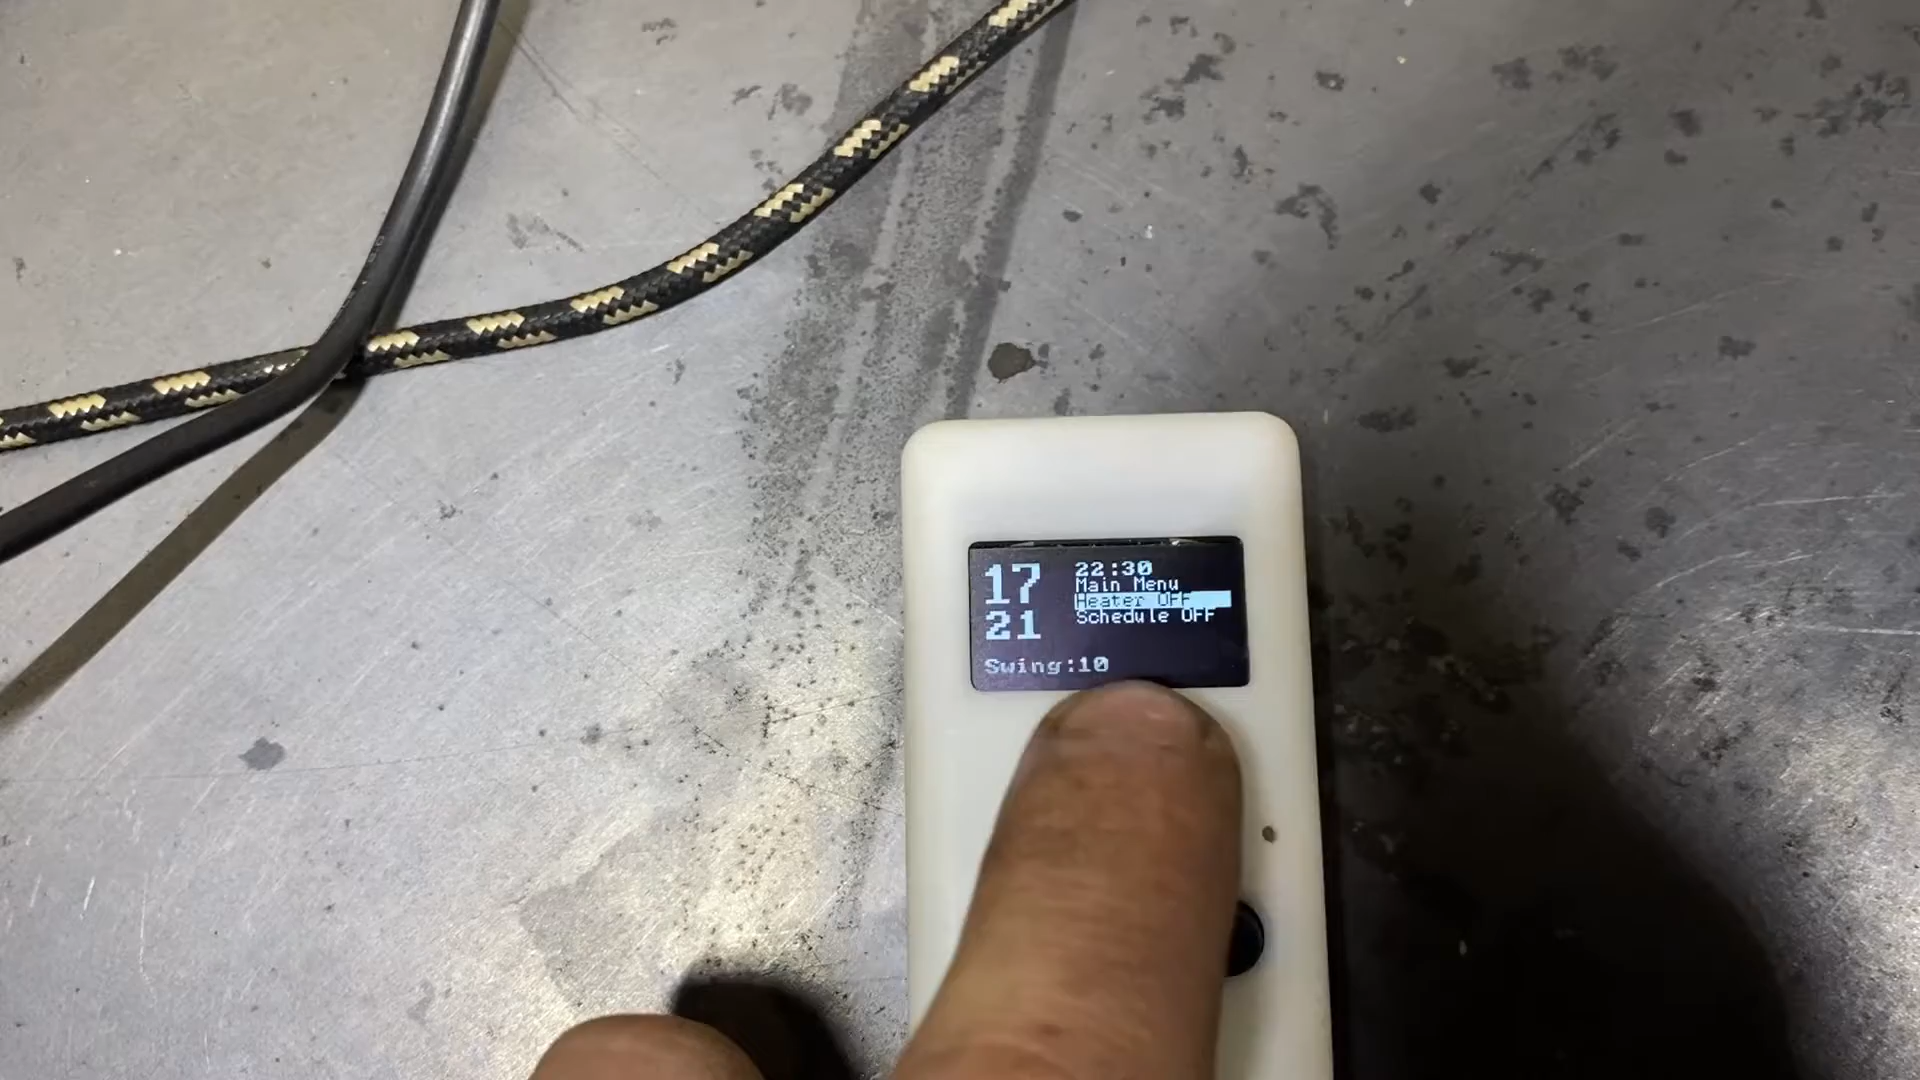 17
21
22:30
Main Menu
Heater OFF
Schedule OFF
Swing:10